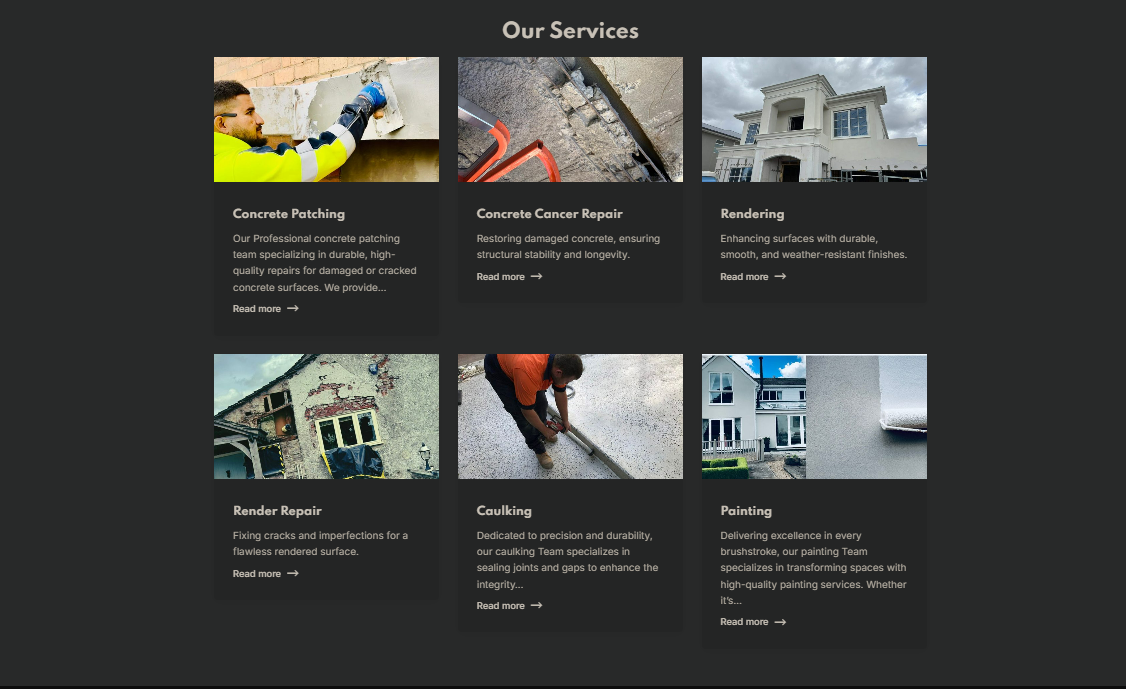 Our Services
Concrete Patching
Our Professional concrete patching
team specializing in durable, high-
quality repairs for damaged or cracked
concrete surfaces. We provide...
Read more →
Concrete Cancer Repair
Restoring damaged concrete, ensuring
structural stability and longevity.
Read more →
Rendering
Enhancing surfaces with durable,
smooth, and weather-resistant finishes.
Read more →
Render Repair
Fixing cracks and imperfections for a
flawless rendered surface.
Read more →
Caulking
Dedicated to precision and durability,
our caulking Team specializes in
sealing joints and gaps to enhance the
integrity...
Read more →
Painting
Delivering excellence in every
brushstroke, our painting Team
specializes in transforming spaces with
high-quality painting services. Whether
it's...
Read more →